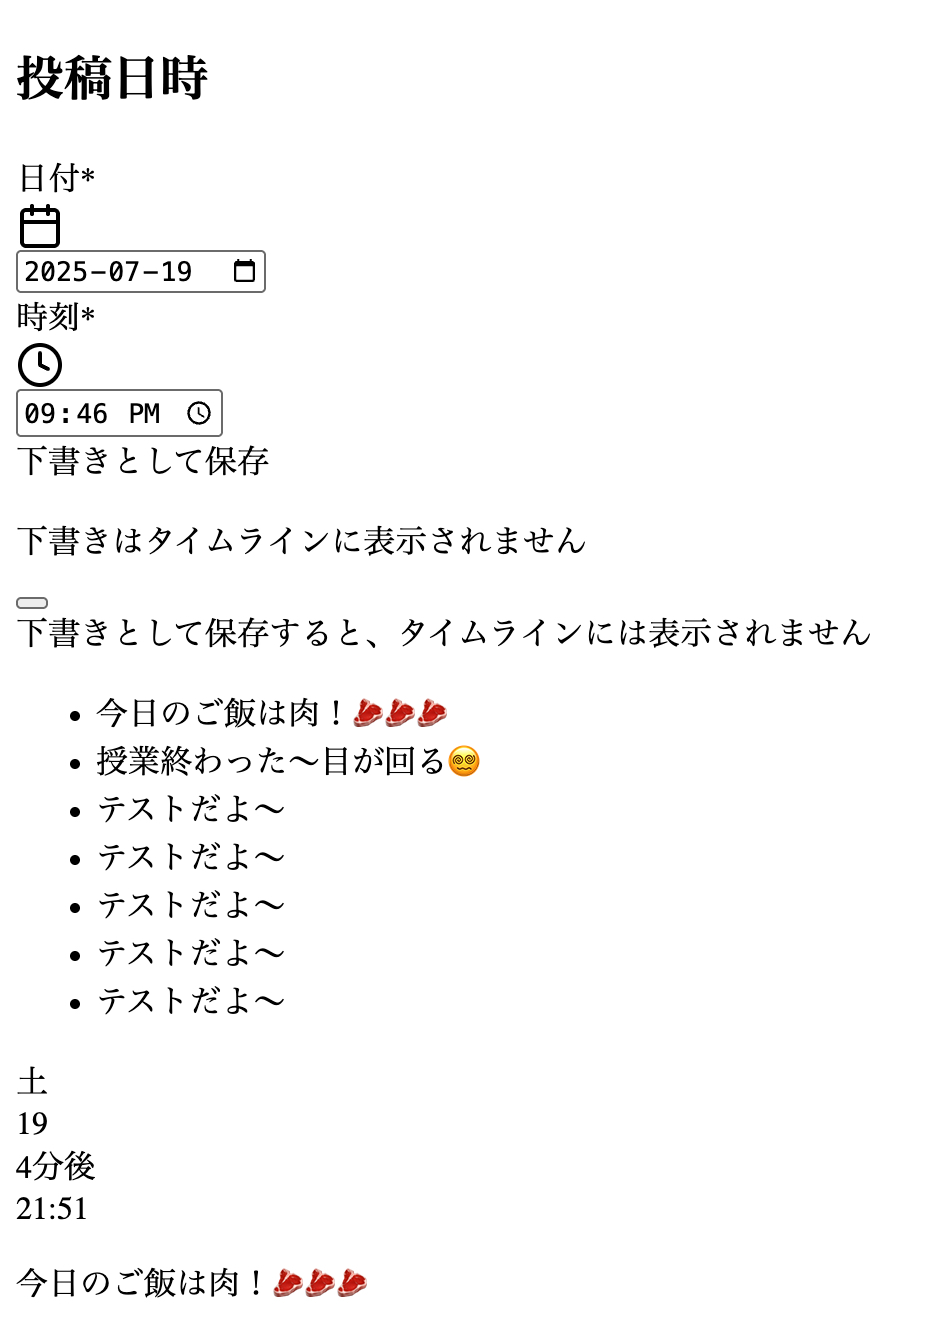 投稿日時
日付*
2025-07-19
時刻*
09:46 PM
下書きとして保存
下書きはタイムラインに表示されません
下書きとして保存すると、タイムラインには表示されません
• 今日のご飯は肉！🥩🥩🥩
• 授業終わった〜目が回る😵‍💫
• テストだよ〜
• テストだよ〜
• テストだよ〜
• テストだよ〜
• テストだよ〜
土
19
4分後
21:51
今日のご飯は肉！🥩🥩🥩